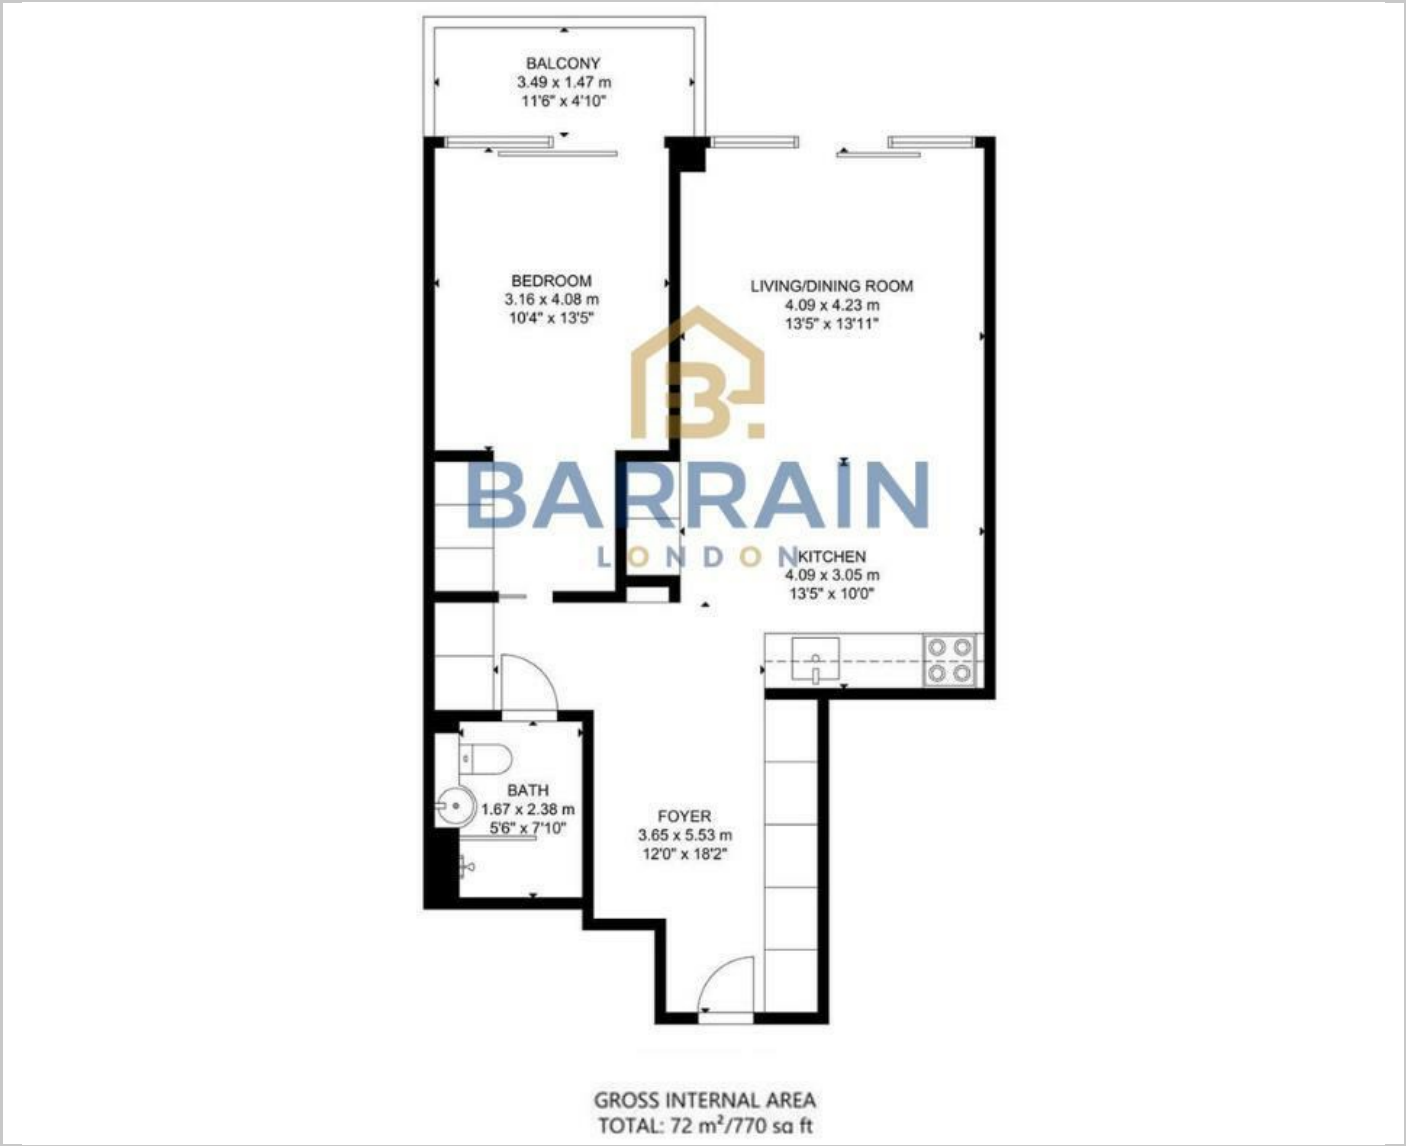 BALCONY
3.49 x 1.47 m
11'6" x 4'10"
BEDROOM
3.16 x 4.08 m
10'4" x 13'5"
LIVING/DINING ROOM
4.09 x 4.23 m
13'5" x 13'11"
B.
BARRAIN
LONDON
KITCHEN
4.09 x 3.05 m
13'5" x 10'0"
BATH
1.67 x 2.38 m
5'6" x 7'10"
FOYER
3.65 x 5.53 m
12'0" x 18'2"
GROSS INTERNAL AREA
TOTAL: 72 m²/770 sq ft